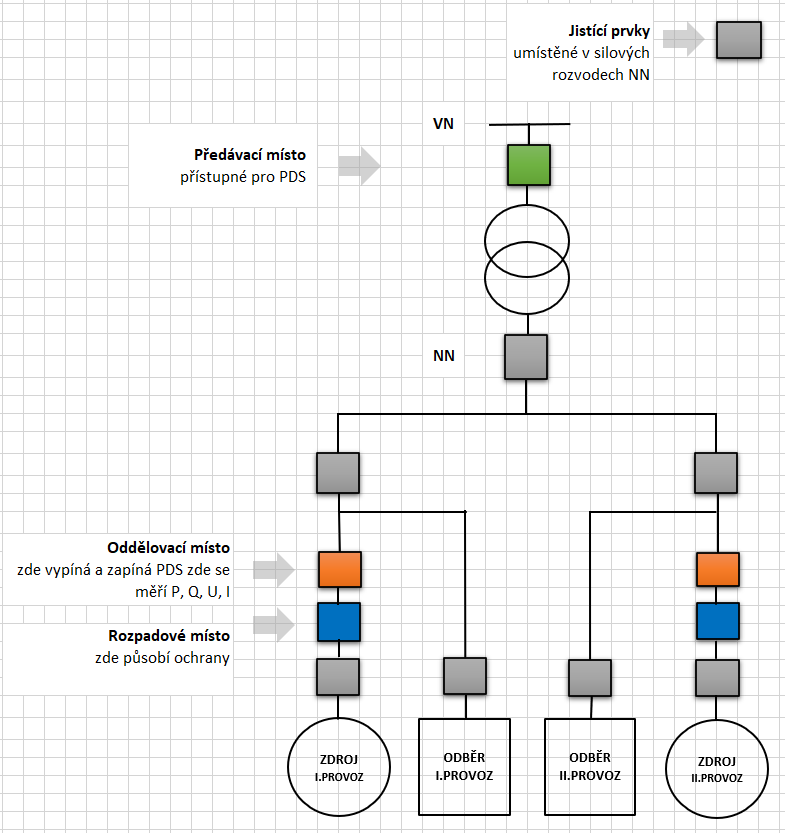 Jistící prvky
umístěné v silových
rozvodech NN
VN
Předávací místo
přístupné pro PDS
NN
Oddělovací místo
zde vypíná a zapíná PDS zde se
měří P, Q, U, I
Rozpadové místo
zde působí ochrany
ZDROJ
I.PROVOZ
ODBĚR
I.PROVOZ
ODBĚR
II.PROVOZ
ZDROJ
II.PROVOZ